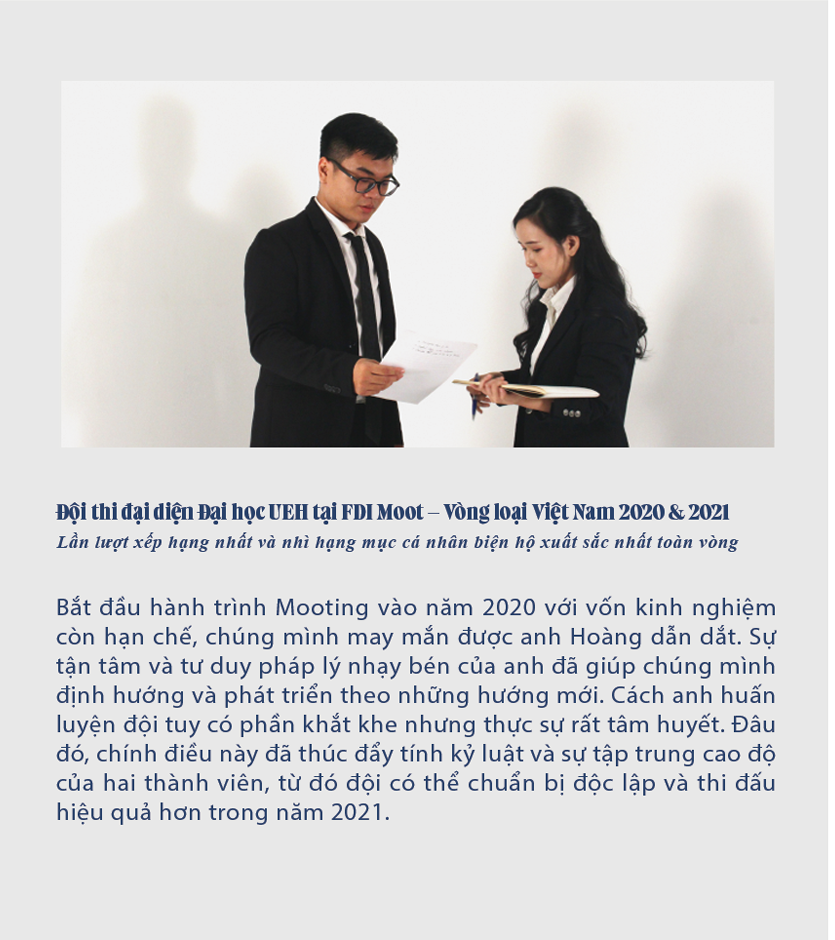 Đội thi đại diện Đại học UEH tại FDI Moot – Vòng loại Việt Nam 2020 & 2021
Lần lượt xếp hạng nhất và nhì hạng mục cá nhân biện hộ xuất sắc nhất toàn vòng
Bắt đầu hành trình Mooting vào năm 2020 với vốn kinh nghiệm
còn hạn chế, chúng mình may mắn được anh Hoàng dẫn dắt. Sự
tận tâm và tư duy pháp lý nhạy bén của anh đã giúp chúng mình
định hướng và phát triển theo những hướng mới. Cách anh huấn
luyện đội tuy có phần khắt khe nhưng thực sự rất tâm huyết. Đâu
đó, chính điều này đã thúc đẩy tính kỷ luật và sự tập trung cao độ
của hai thành viên, từ đó đội có thể chuẩn bị độc lập và thi đấu
hiệu quả hơn trong năm 2021.